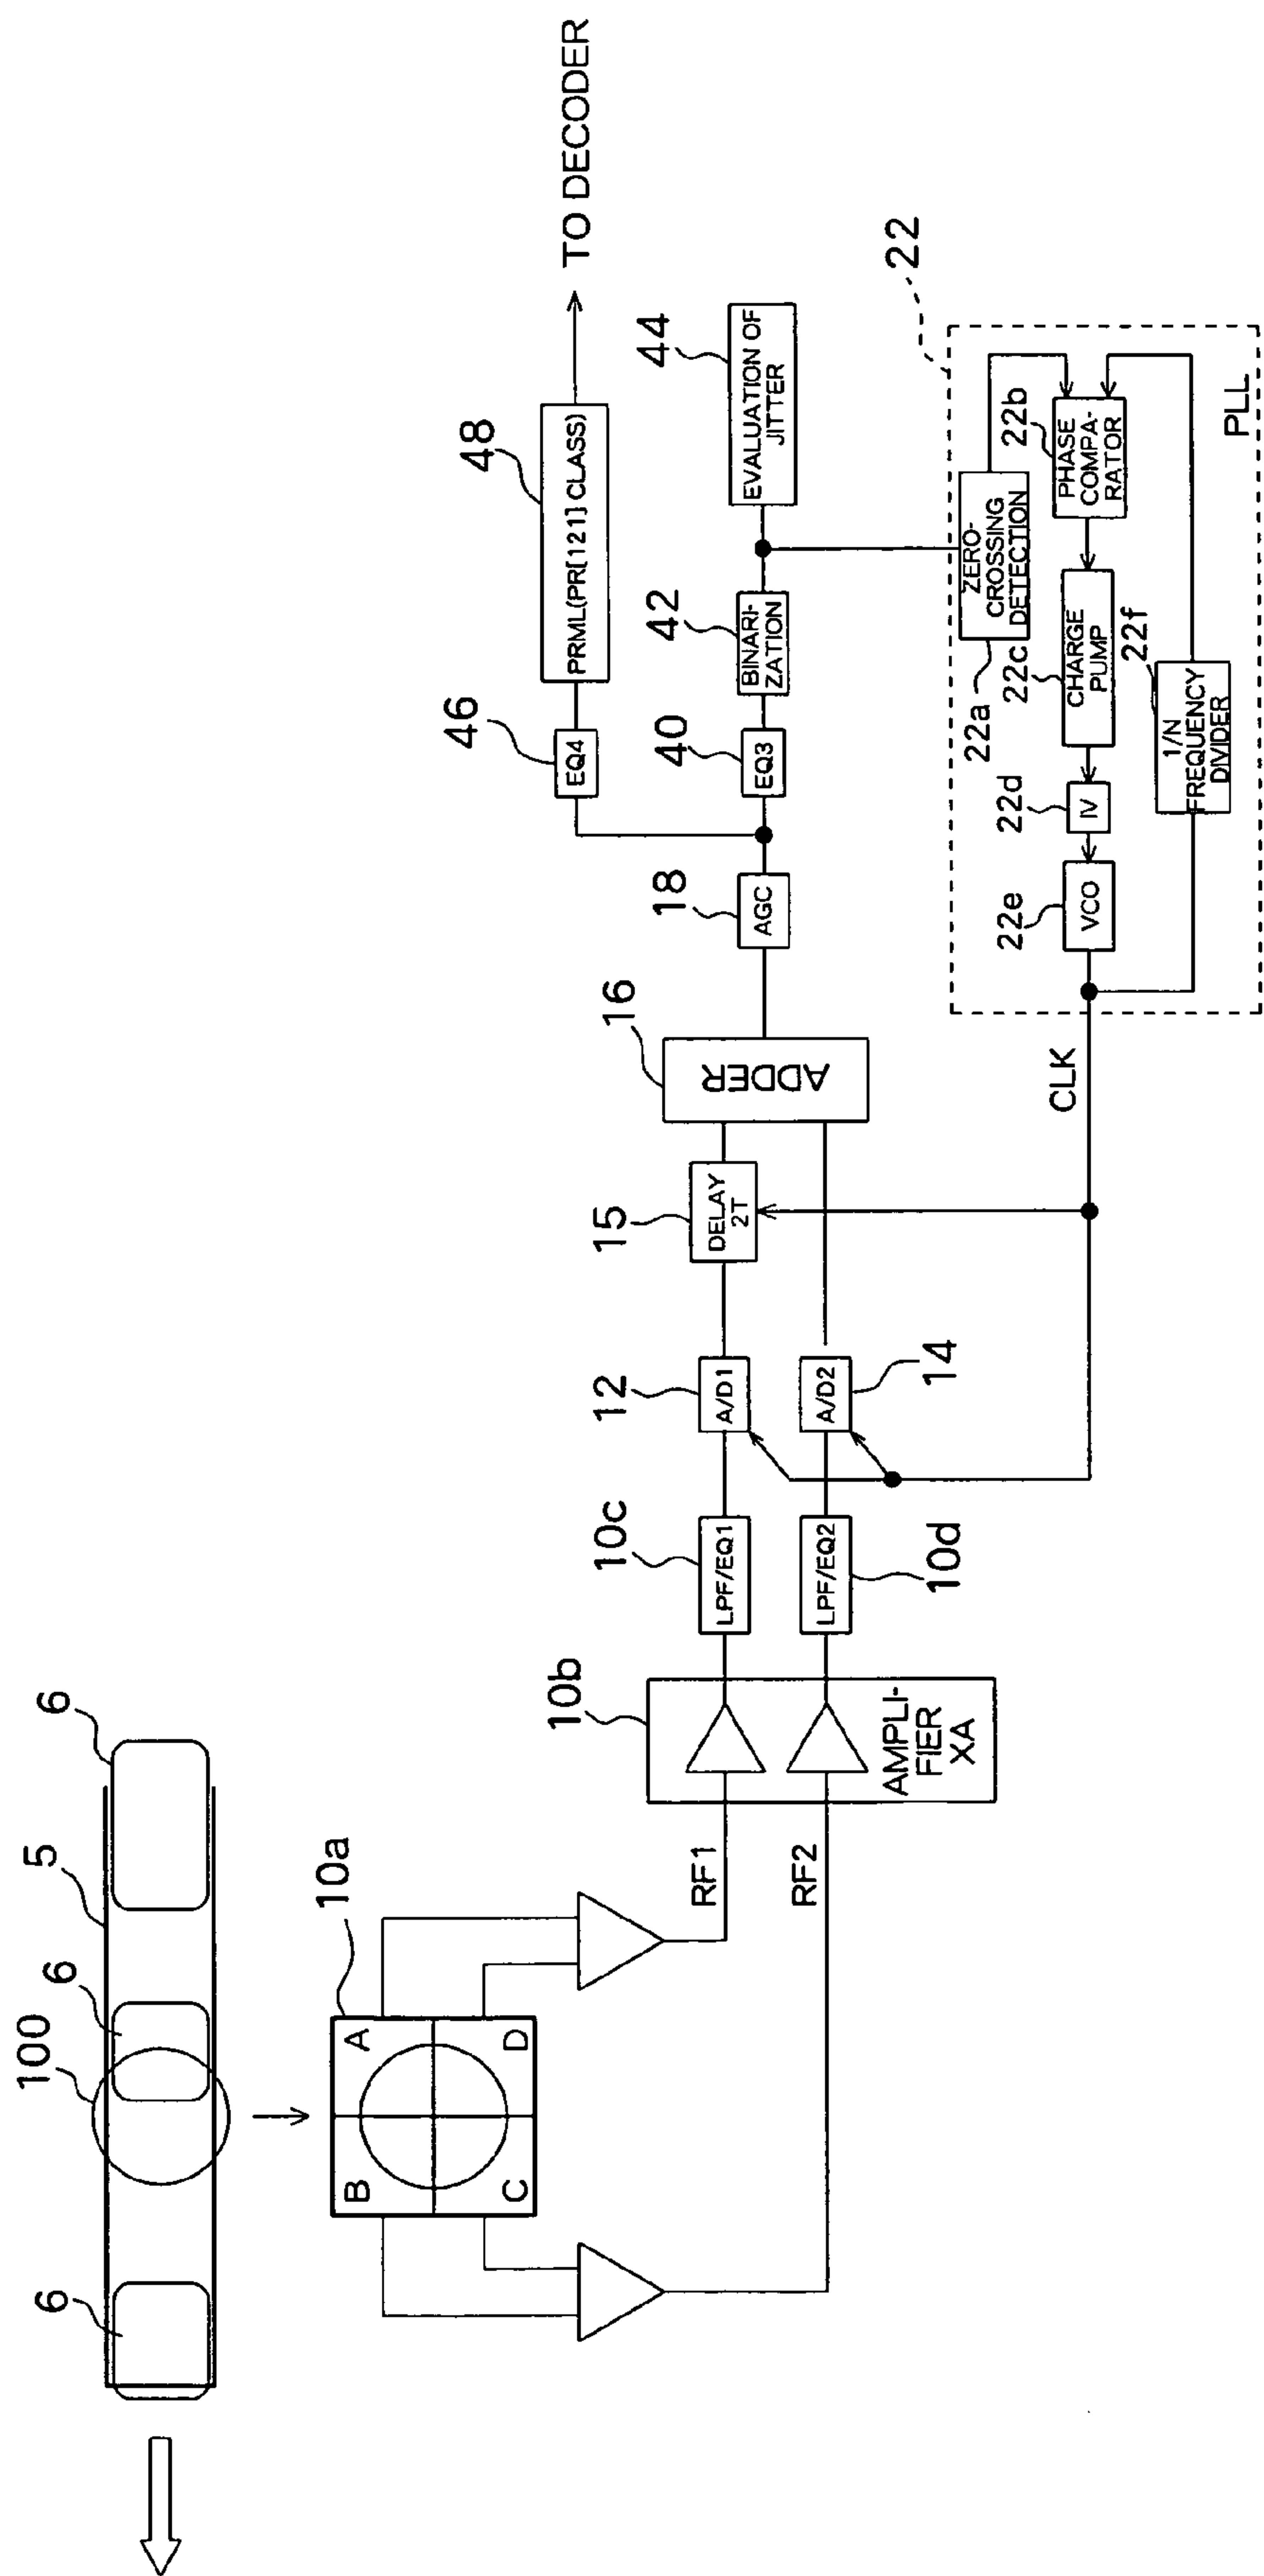 6
100
6
5
6
10a
B
A
C
D
RF1
RF2
10b
AMPLI-
FIER
XA
10c
LPF/EQ1
LPF/EQ2
10d
12
A/D1
A/D2
14
15
DELAY
2T
16
ADDER
18
AGC
46
EQ4
48
PRML(PR[1 2 1] CLASS)
TO DECODER
40
EQ3
42
BINARI-
ZATION
44
EVALUATION OF
JITTER
CLK
22
22a
ZERO-
CROSSING
DETECTION
22b
PHASE
COMPA-
RATOR
22c
CHARGE
PUMP
22d
IV
22e
VCO
22f
1/N
FREQUENCY
DIVIDER
PLL